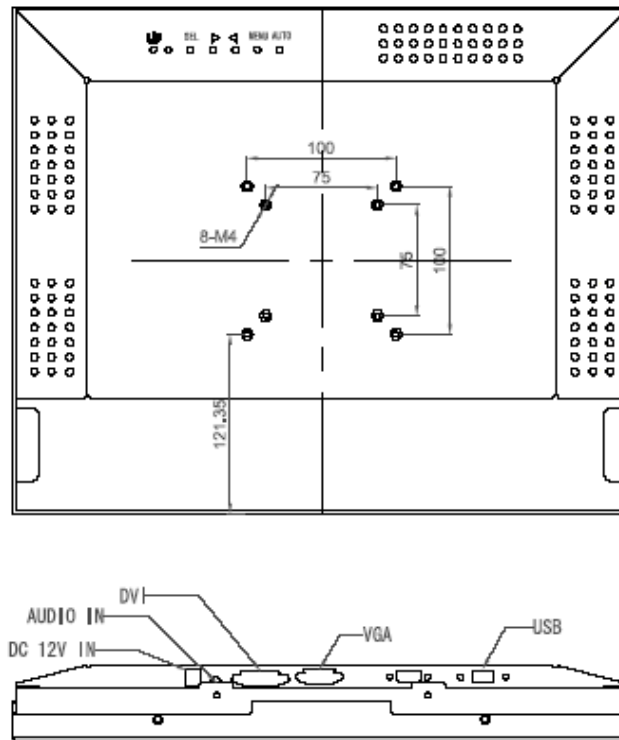 SEL MENU AUTO
100
75
8-M4
75
100
121.35
DVI
AUDIO IN
VGA
USB
DC 12V IN